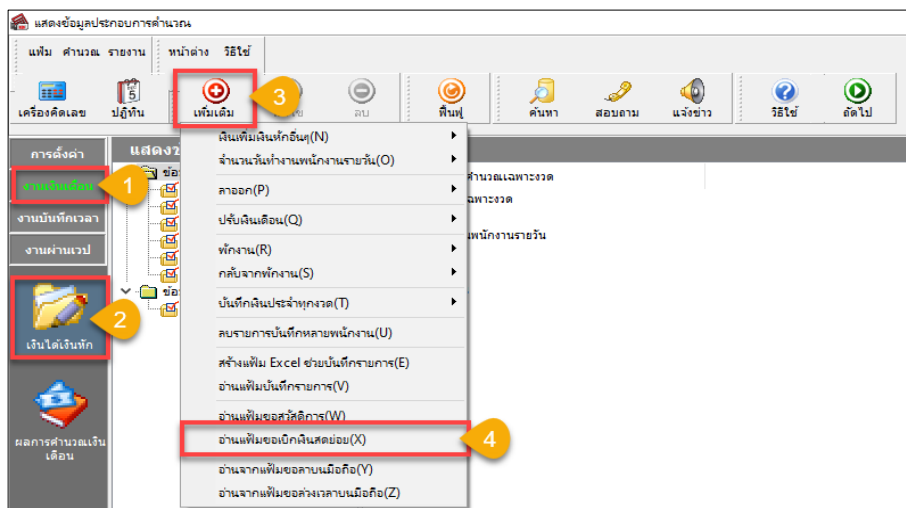 แสดงข้อมูลประกอบการคำนวณ
แฟ้ม คำนวณ รายงาน หน้าต่าง วิธีใช้
เครื่องคิดเลข ปฏิทิน เพิ่มเติม ลบ ฟื้นฟู ค้นหา สอบถาม แจ้งข่าว วิธีใช้ ถัดไป
3
การตั้งค่า
งานเงินเดือน
งานบันทึกเวลา
งานผ่านเวป
เงินได้เงินหัก
ผลการคำนวณเงินเดือน
1
2
เงินเพิ่มเงินหักอื่นๆ(N)
จำนวนวันทำงานพนักงานรายวัน(O)
ลาออก(P)
ปรับเงินเดือน(Q)
พักงาน(R)
กลับจากพักงาน(S)
บันทึกเงินประจำทุกงวด(T)
ลบรายการบันทึกหลายพนักงาน(U)
สร้างแฟ้ม Excel ช่วยบันทึกรายการ(E)
อ่านแฟ้มบันทึกรายการ(V)
อ่านแฟ้มขอสวัสดิการ(W)
อ่านแฟ้มขอเบิกเงินสดย่อย(X)
4
อ่านจากแฟ้มขอลาบนมือถือ(Y)
อ่านจากแฟ้มขอล่วงเวลาบนมือถือ(Z)
คำนวณเฉพาะงวด
ฉพาะงวด
พนักงานรายวัน